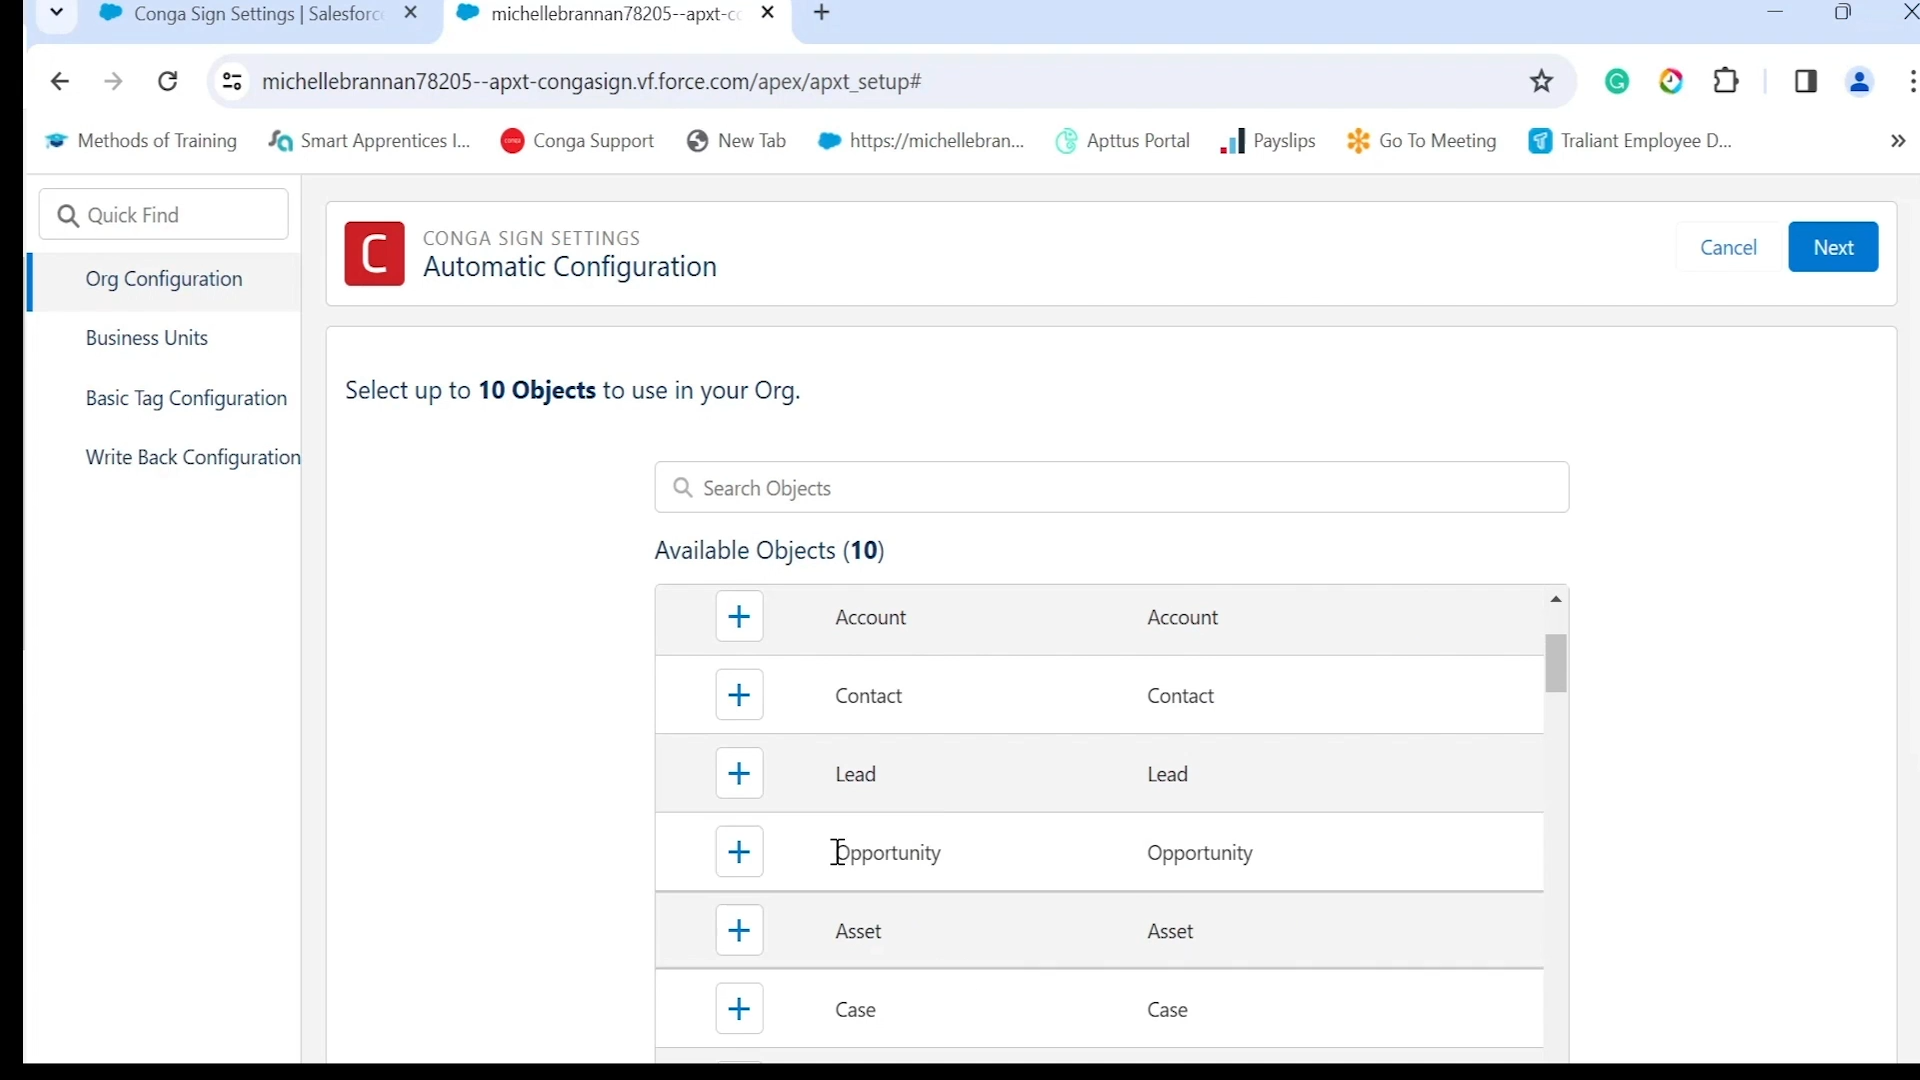 Conga Sign Settings | Salesforc
michellebrannan78205--apxt-cc
michellebrannan78205--apxt-congasign.vf.force.com/apex/apxt_setup#
Methods of Training
Smart Apprentices I...
Conga Support
New Tab
https://michellebran...
Apttus Portal
Payslips
Go To Meeting
Traliant Employee D...
Quick Find
Org Configuration
Business Units
Basic Tag Configuration
Write Back Configuration
C
CONGA SIGN SETTINGS
Automatic Configuration
Cancel
Next
Select up to 10 Objects to use in your Org.
Search Objects
Available Objects (10)
Account Account
Contact Contact
Lead Lead
Opportunity Opportunity
Asset Asset
Case Case